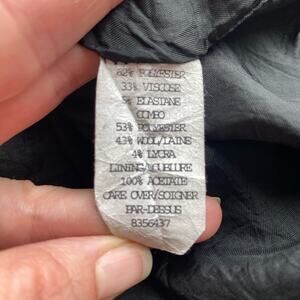 62% POLYESTER
33% VISCOSE
5% ELASTANE
COMBO
53% POLYESTER
43% WOOL/LAINE
4% LYCRA
LINING/DOUBLURE
100% ACETATE
CARE OVER/SOIGNER
PAR-DESSUS
8356437